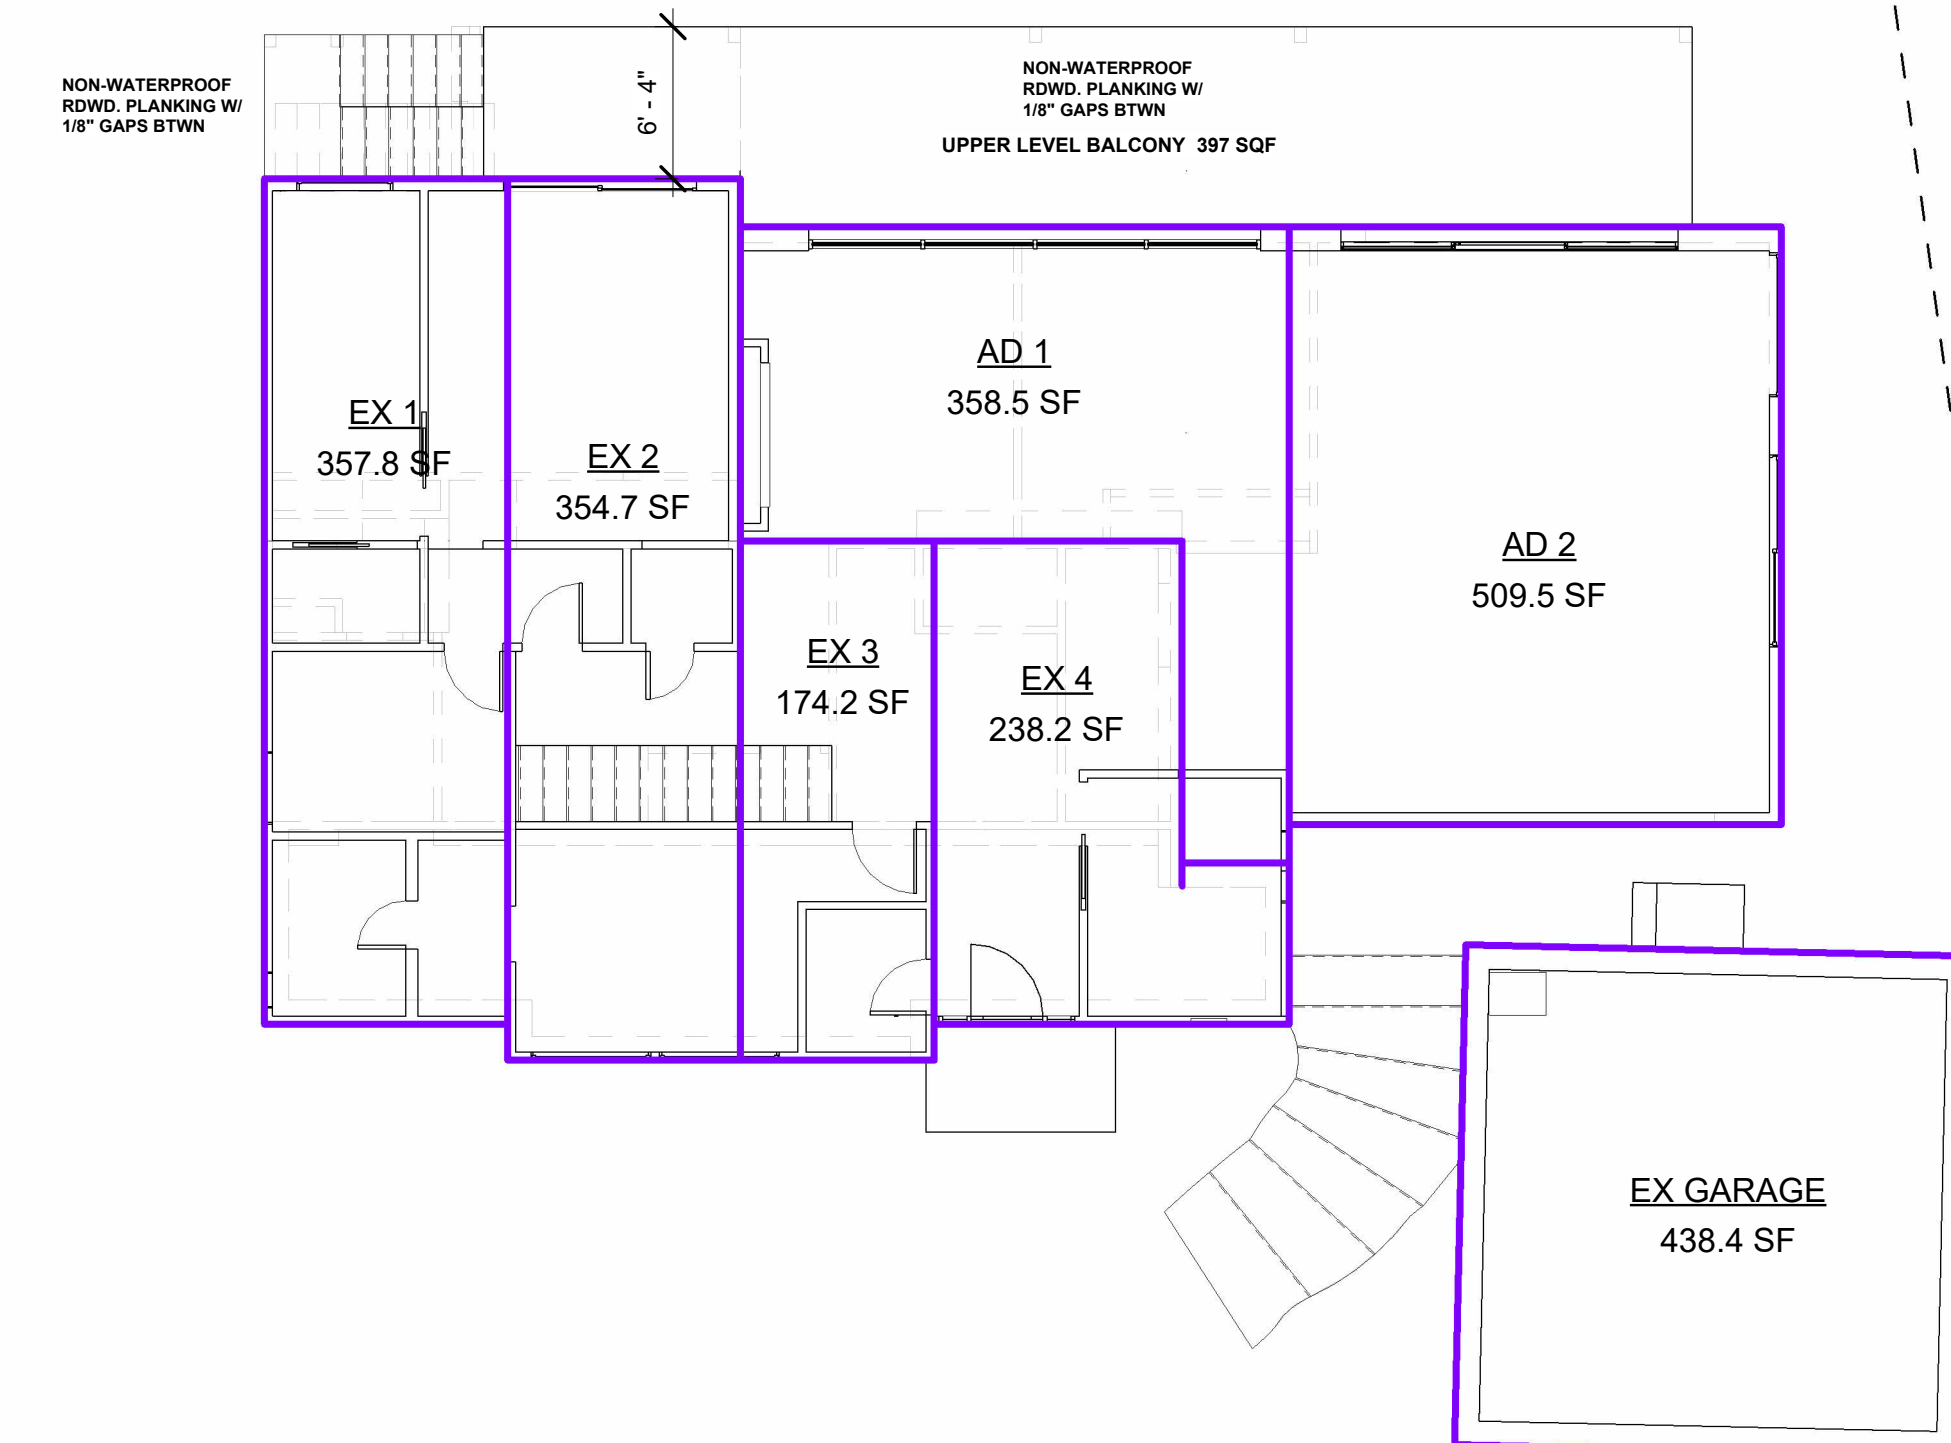 NON-WATERPROOF
RDWD. PLANKING W/
1/8" GAPS BTWN
6' - 4"
NON-WATERPROOF
RDWD. PLANKING W/
1/8" GAPS BTWN
UPPER LEVEL BALCONY 397 SQF
EX 1
357.8 SF
EX 2
354.7 SF
AD 1
358.5 SF
AD 2
509.5 SF
EX 3
174.2 SF
EX 4
238.2 SF
EX GARAGE
438.4 SF